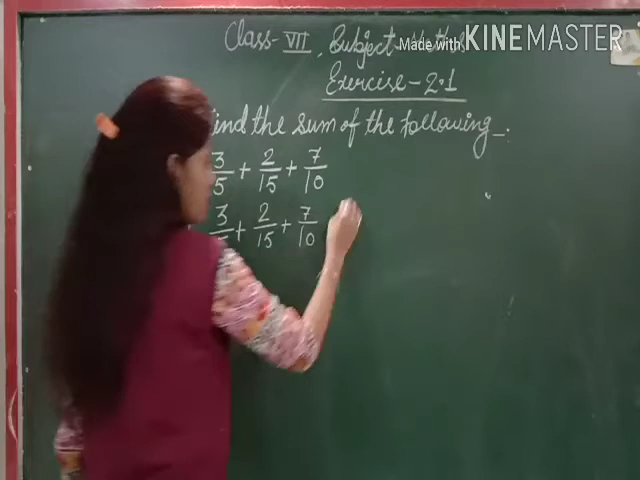 Class-VII, Subject-Maths
Made with KINEMASTER
Exercise-2.1
ind the sum of the following-:
3/5 + 2/15 + 7/10
3/5 + 2/15 + 7/10